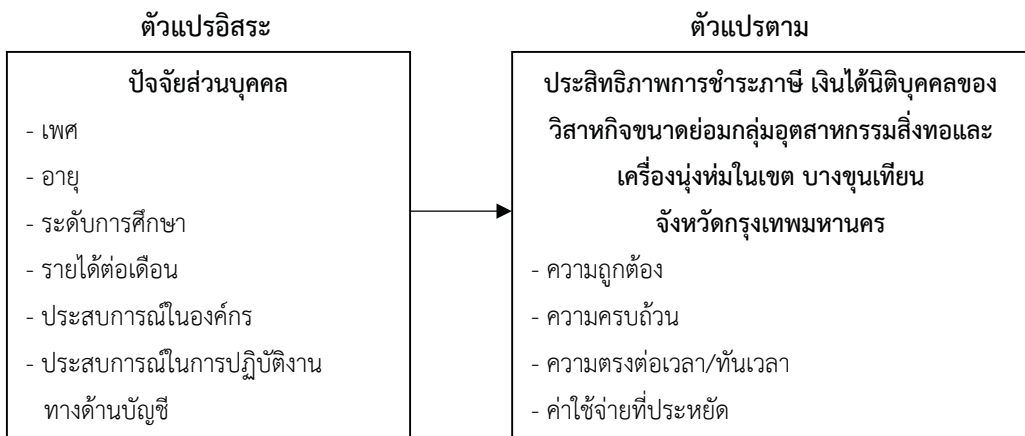 ตัวแปรอิสระ
ปัจจัยส่วนบุคคล
- เพศ
- อายุ
- ระดับการศึกษา
- รายได้ต่อเดือน
- ประสบการณ์ในองค์กร
- ประสบการณ์ในการปฏิบัติงาน
ทางด้านบัญชี
ตัวแปรตาม
ประสิทธิภาพการชำระภาษี เงินได้นิติบุคคลของ
วิสาหกิจขนาดย่อมกลุ่มอุตสาหกรรมสิ่งทอและ
เครื่องนุ่งห่มในเขต บางขุนเทียน
จังหวัดกรุงเทพมหานคร
- ความถูกต้อง
- ความครบถ้วน
- ความตรงต่อเวลา/ทันเวลา
- ค่าใช้จ่ายที่ประหยัด